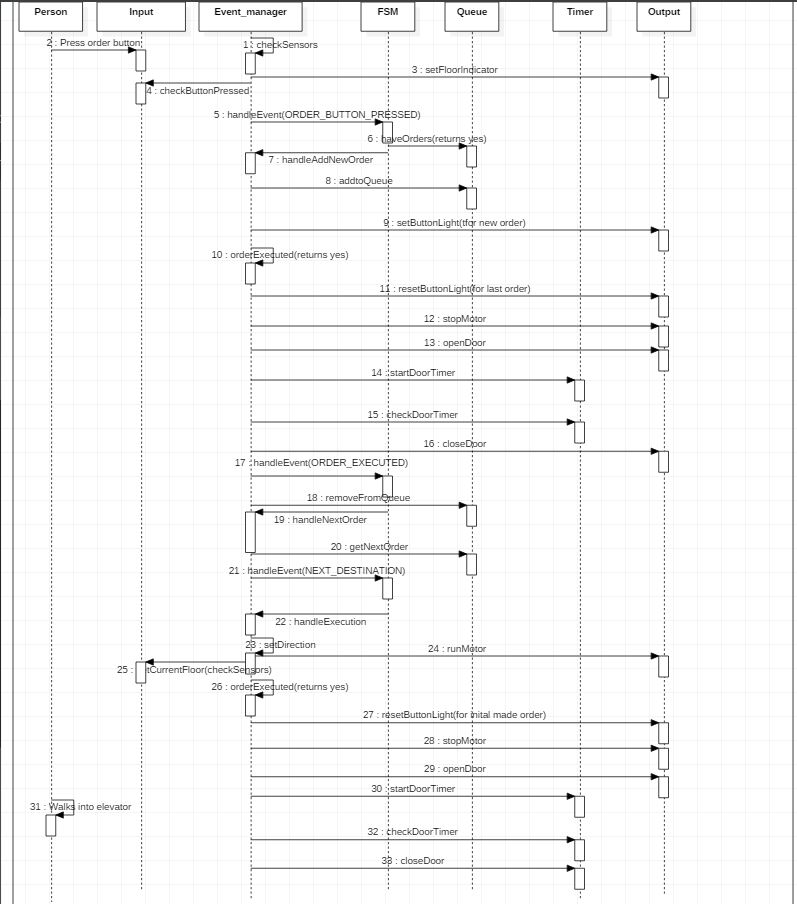 Person Input Event_manager FSM Queue Timer Output
2 : Press order button
1 : checkSensors
3 : setFloorIndicator
4 : checkButtonPressed
5 : handleEvent(ORDER_BUTTON_PRESSED)
6 : haveOrders(returns yes)
7 : handleAddNewOrder
8 : addtoQueue
9 : setButtonLight(tfor new order)
10 : orderExecuted(returns yes)
11 : resetButtonLight(for last order)
12 : stopMotor
13 : openDoor
14 : startDoorTimer
15 : checkDoorTimer
16 : closeDoor
17 : handleEvent(ORDER_EXECUTED)
18 : removeFromQueue
19 : handleNextOrder
20 : getNextOrder
21 : handleEvent(NEXT_DESTINATION)
22 : handleExecution
23 : setDirection
24 : runMotor
25 : tCurrentFloor(checkSensors)
26 : orderExecuted(returns yes)
27 : resetButtonLight(for inital made order)
28 : stopMotor
29 : openDoor
30 : startDoorTimer
31 : Walks into elevator
32 : checkDoorTimer
33 : closeDoor